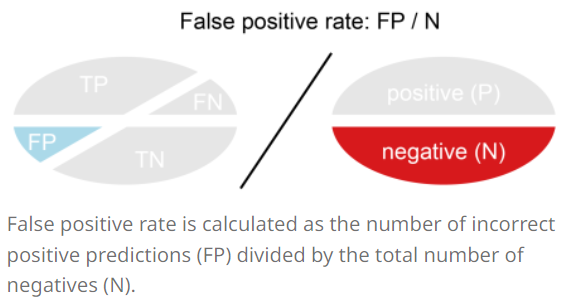 False positive rate: FP / N
TP
FN
FP
TN
positive (P)
negative (N)
False positive rate is calculated as the number of incorrect
positive predictions (FP) divided by the total number of
negatives (N).